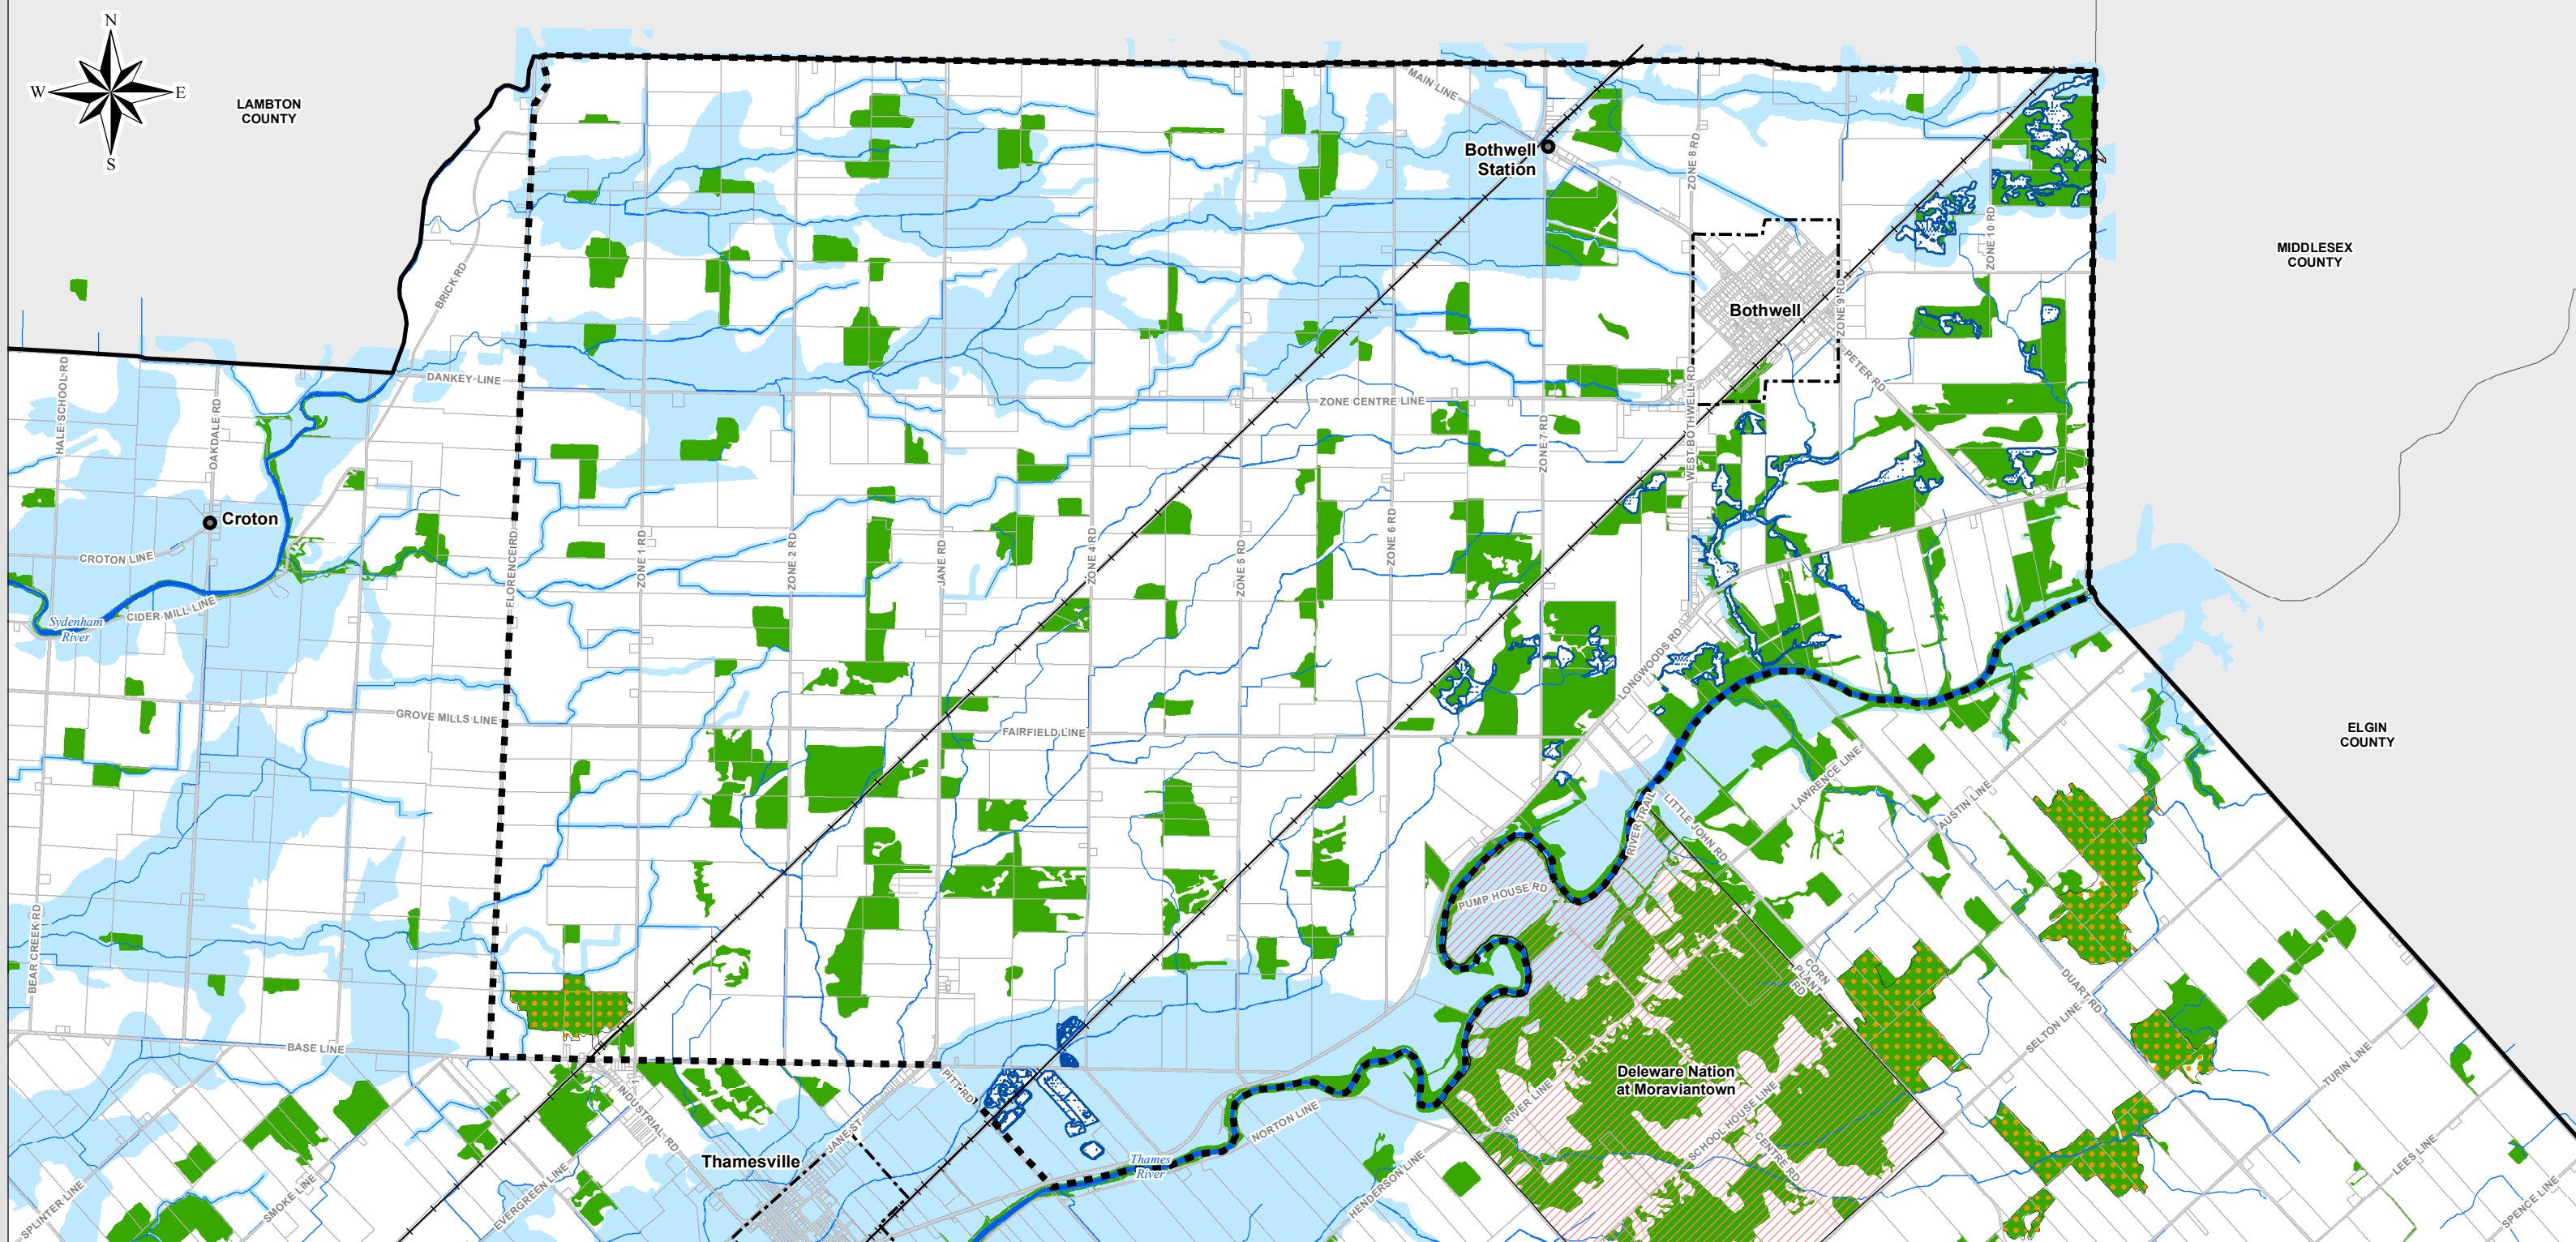 N
W
E
S
LAMBTON
COUNTY
MAIN LINE
Bothwell
Station
ZONE 8 RD
ZONE 10 RD
MIDDLESEX
COUNTY
BRICK RD
Bothwell
ZONE 9 RD
PETER RD
HALE SCHOOL RD
OAKDALE RD
DANKEY LINE
ZONE CENTRE LINE
WEST BOTHWELL RD
ZONE 7 RD
Croton
CROTON LINE
FLORENCE RD
ZONE 1 RD
ZONE 2 RD
JANE RD
ZONE 4 RD
ZONE 5 RD
ZONE 6 RD
CIDER MILL LINE
Sydenham
River
LONGWOODS RD
GROVE MILLS LINE
FAIRFIELD LINE
ELGIN
COUNTY
LAWRENCE LINE
AUSTIN LINE
RIVER TRAIL
LITTLE JOHN RD
PUMP HOUSE RD
BEAR CREEK RD
CORN
PLANT
RD
DUART RD
SELTON LINE
BASE LINE
TURIN LINE
Deleware Nation
at Moraviantown
INDUSTRIAL RD
PITT RD
JANE ST
NORTON LINE
RIVER LINE
SCHOOL HOUSE LINE
CENTRE RD
Thamesville
Thames
River
SPLINTER LINE
SMOKE LINE
EVERGREEN LINE
HENDERSON LINE
LEES LINE
SPENCE LINE